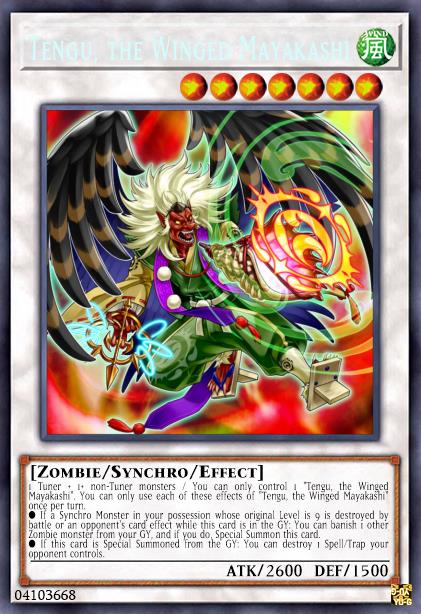 Tengu, the Winged Mayakashi
WIND
風
[Zombie/Synchro/Effect]
1 Tuner + 1+ non-Tuner monsters / You can only control 1 "Tengu, the Winged
Mayakashi". You can only use each of these effects of "Tengu, the Winged Mayakashi"
once per turn.
● If a Synchro Monster in your possession whose original Level is 9 is destroyed by
battle or an opponent's card effect while this card is in the GY: You can banish 1 other
Zombie monster from your GY, and if you do, Special Summon this card.
● If this card is Special Summoned from the GY: You can destroy 1 Spell/Trap your
opponent controls.
ATK/2600 DEF/1500
04103668